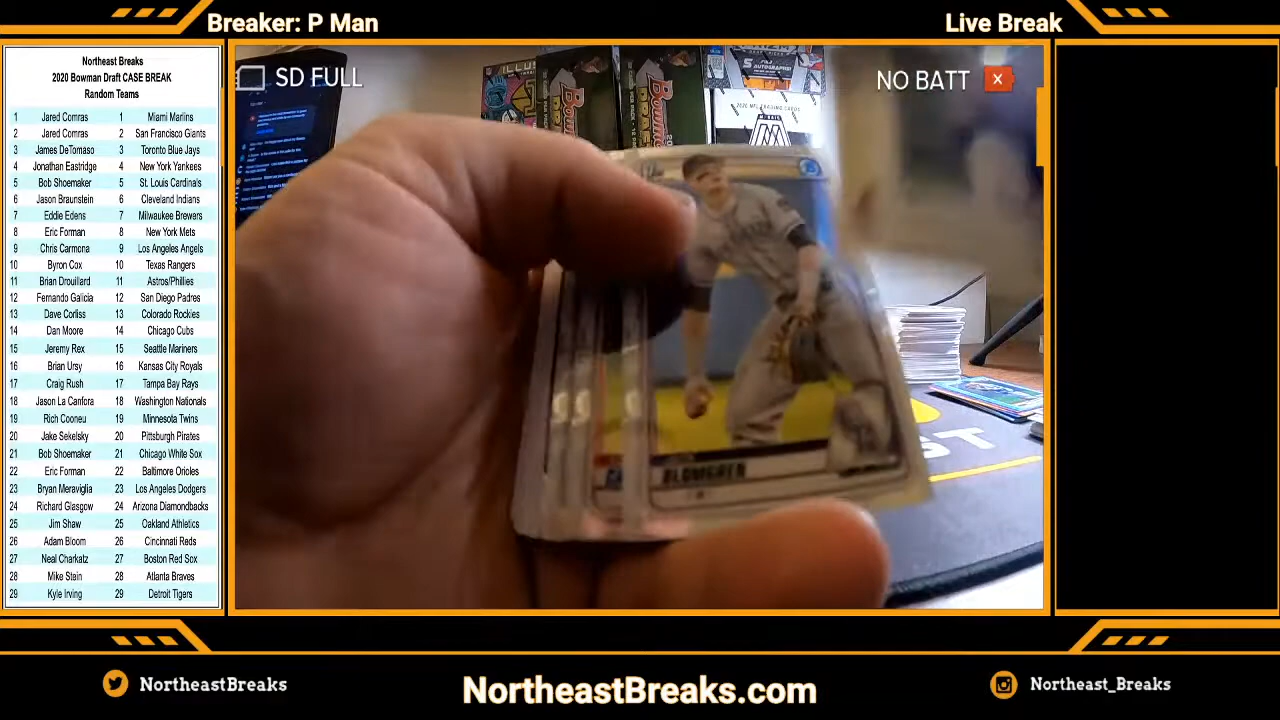 Breaker: P Man
Live Break
Northeast Breaks
2020 Bowman Draft CASE BREAK
Random Teams
1 Jared Comras 1 Miami Marlins
2 Jared Comras 2 San Francisco Giants
3 James DeTomaso 3 Toronto Blue Jays
4 Jonathan Eastridge 4 New York Yankees
5 Bob Shoemaker 5 St. Louis Cardinals
6 Jason Braunstein 6 Cleveland Indians
7 Eddie Edens 7 Milwaukee Brewers
8 Eric Forman 8 New York Mets
9 Chris Carmona 9 Los Angeles Angels
10 Byron Cox 10 Texas Rangers
11 Brian Drouillard 11 Astros/Phillies
12 Fernando Galicia 12 San Diego Padres
13 Dave Corliss 13 Colorado Rockies
14 Dan Moore 14 Chicago Cubs
15 Jeremy Rex 15 Seattle Mariners
16 Brian Ursy 16 Kansas City Royals
17 Craig Rush 17 Tampa Bay Rays
18 Jason La Canfora 18 Washington Nationals
19 Rich Cooneu 19 Minnesota Twins
20 Jake Sekelsky 20 Pittsburgh Pirates
21 Bob Shoemaker 21 Chicago White Sox
22 Eric Forman 22 Baltimore Orioles
23 Bryan Meraviglia 23 Los Angeles Dodgers
24 Richard Glasgow 24 Arizona Diamondbacks
25 Jim Shaw 25 Oakland Athletics
26 Adam Bloom 26 Cincinnati Reds
27 Neal Charkatz 27 Boston Red Sox
28 Mike Stein 28 Atlanta Braves
29 Kyle Irving 29 Detroit Tigers
SD FULL
NO BATT
NortheastBreaks
NortheastBreaks.com
Northeast_Breaks